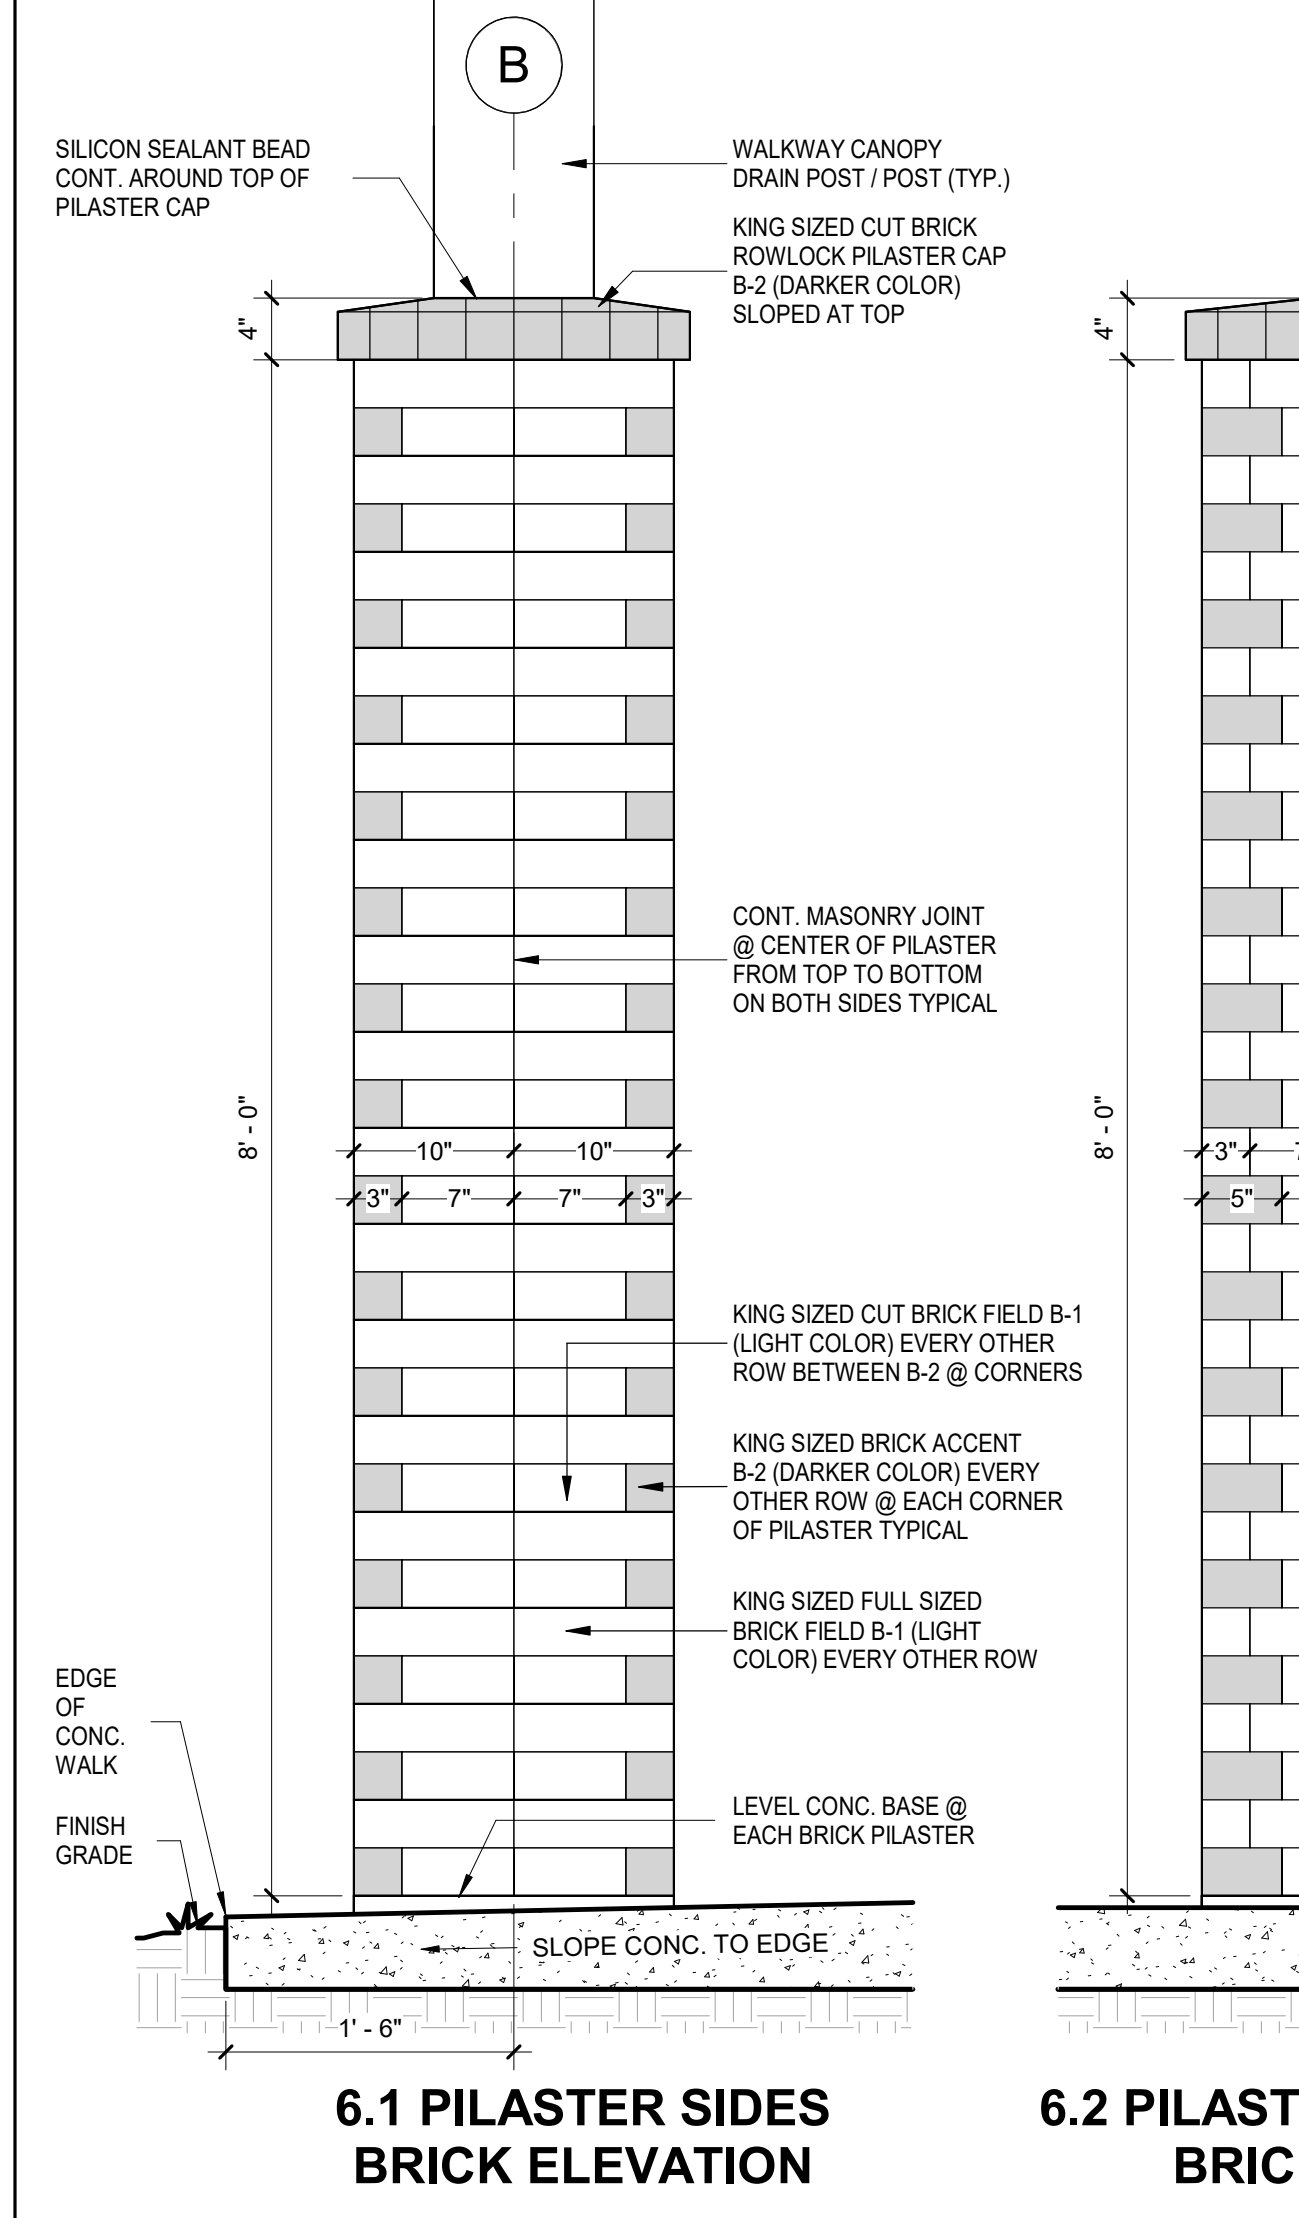 B
SILICON SEALANT BEAD
CONT. AROUND TOP OF
PILASTER CAP
WALKWAY CANOPY
DRAIN POST / POST (TYP.)
KING SIZED CUT BRICK
ROWLOCK PILASTER CAP
B-2 (DARKER COLOR)
SLOPED AT TOP
4"
4"
CONT. MASONRY JOINT
@ CENTER OF PILASTER
FROM TOP TO BOTTOM
ON BOTH SIDES TYPICAL
8' - 0"
8' - 0"
10" 10"
3" 7" 7" 3"
3"
5"
KING SIZED CUT BRICK FIELD B-1
(LIGHT COLOR) EVERY OTHER
ROW BETWEEN B-2 @ CORNERS
KING SIZED BRICK ACCENT
B-2 (DARKER COLOR) EVERY
OTHER ROW @ EACH CORNER
OF PILASTER TYPICAL
KING SIZED FULL SIZED
BRICK FIELD B-1 (LIGHT
COLOR) EVERY OTHER ROW
EDGE
OF
CONC.
WALK
FINISH
GRADE
LEVEL CONC. BASE @
EACH BRICK PILASTER
SLOPE CONC. TO EDGE
1' - 6"
6.1 PILASTER SIDES
BRICK ELEVATION
6.2 PILAST
BRIC